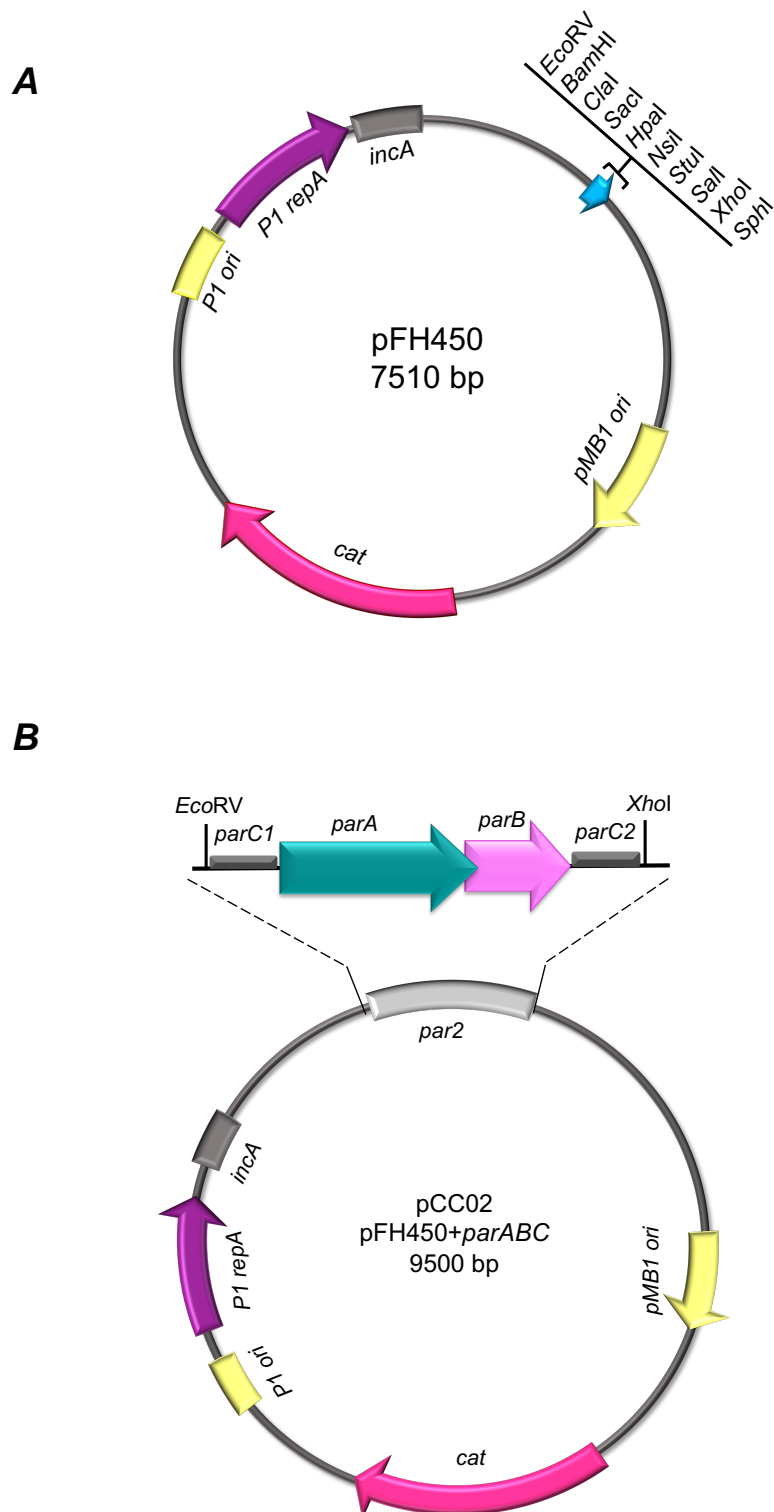 A
EcoRV
BamHI
ClaI
SacI
HpaI
NsiI
StuI
SalI
XhoI
SphI
incA
P1 repA
P1 ori
pFH450
7510 bp
pMB1 ori
cat
B
EcoRV
XhoI
parC1
parA
parB
parC2
par2
incA
pCC02
pFH450+parABC
9500 bp
P1 repA
pMB1 ori
P1 ori
cat